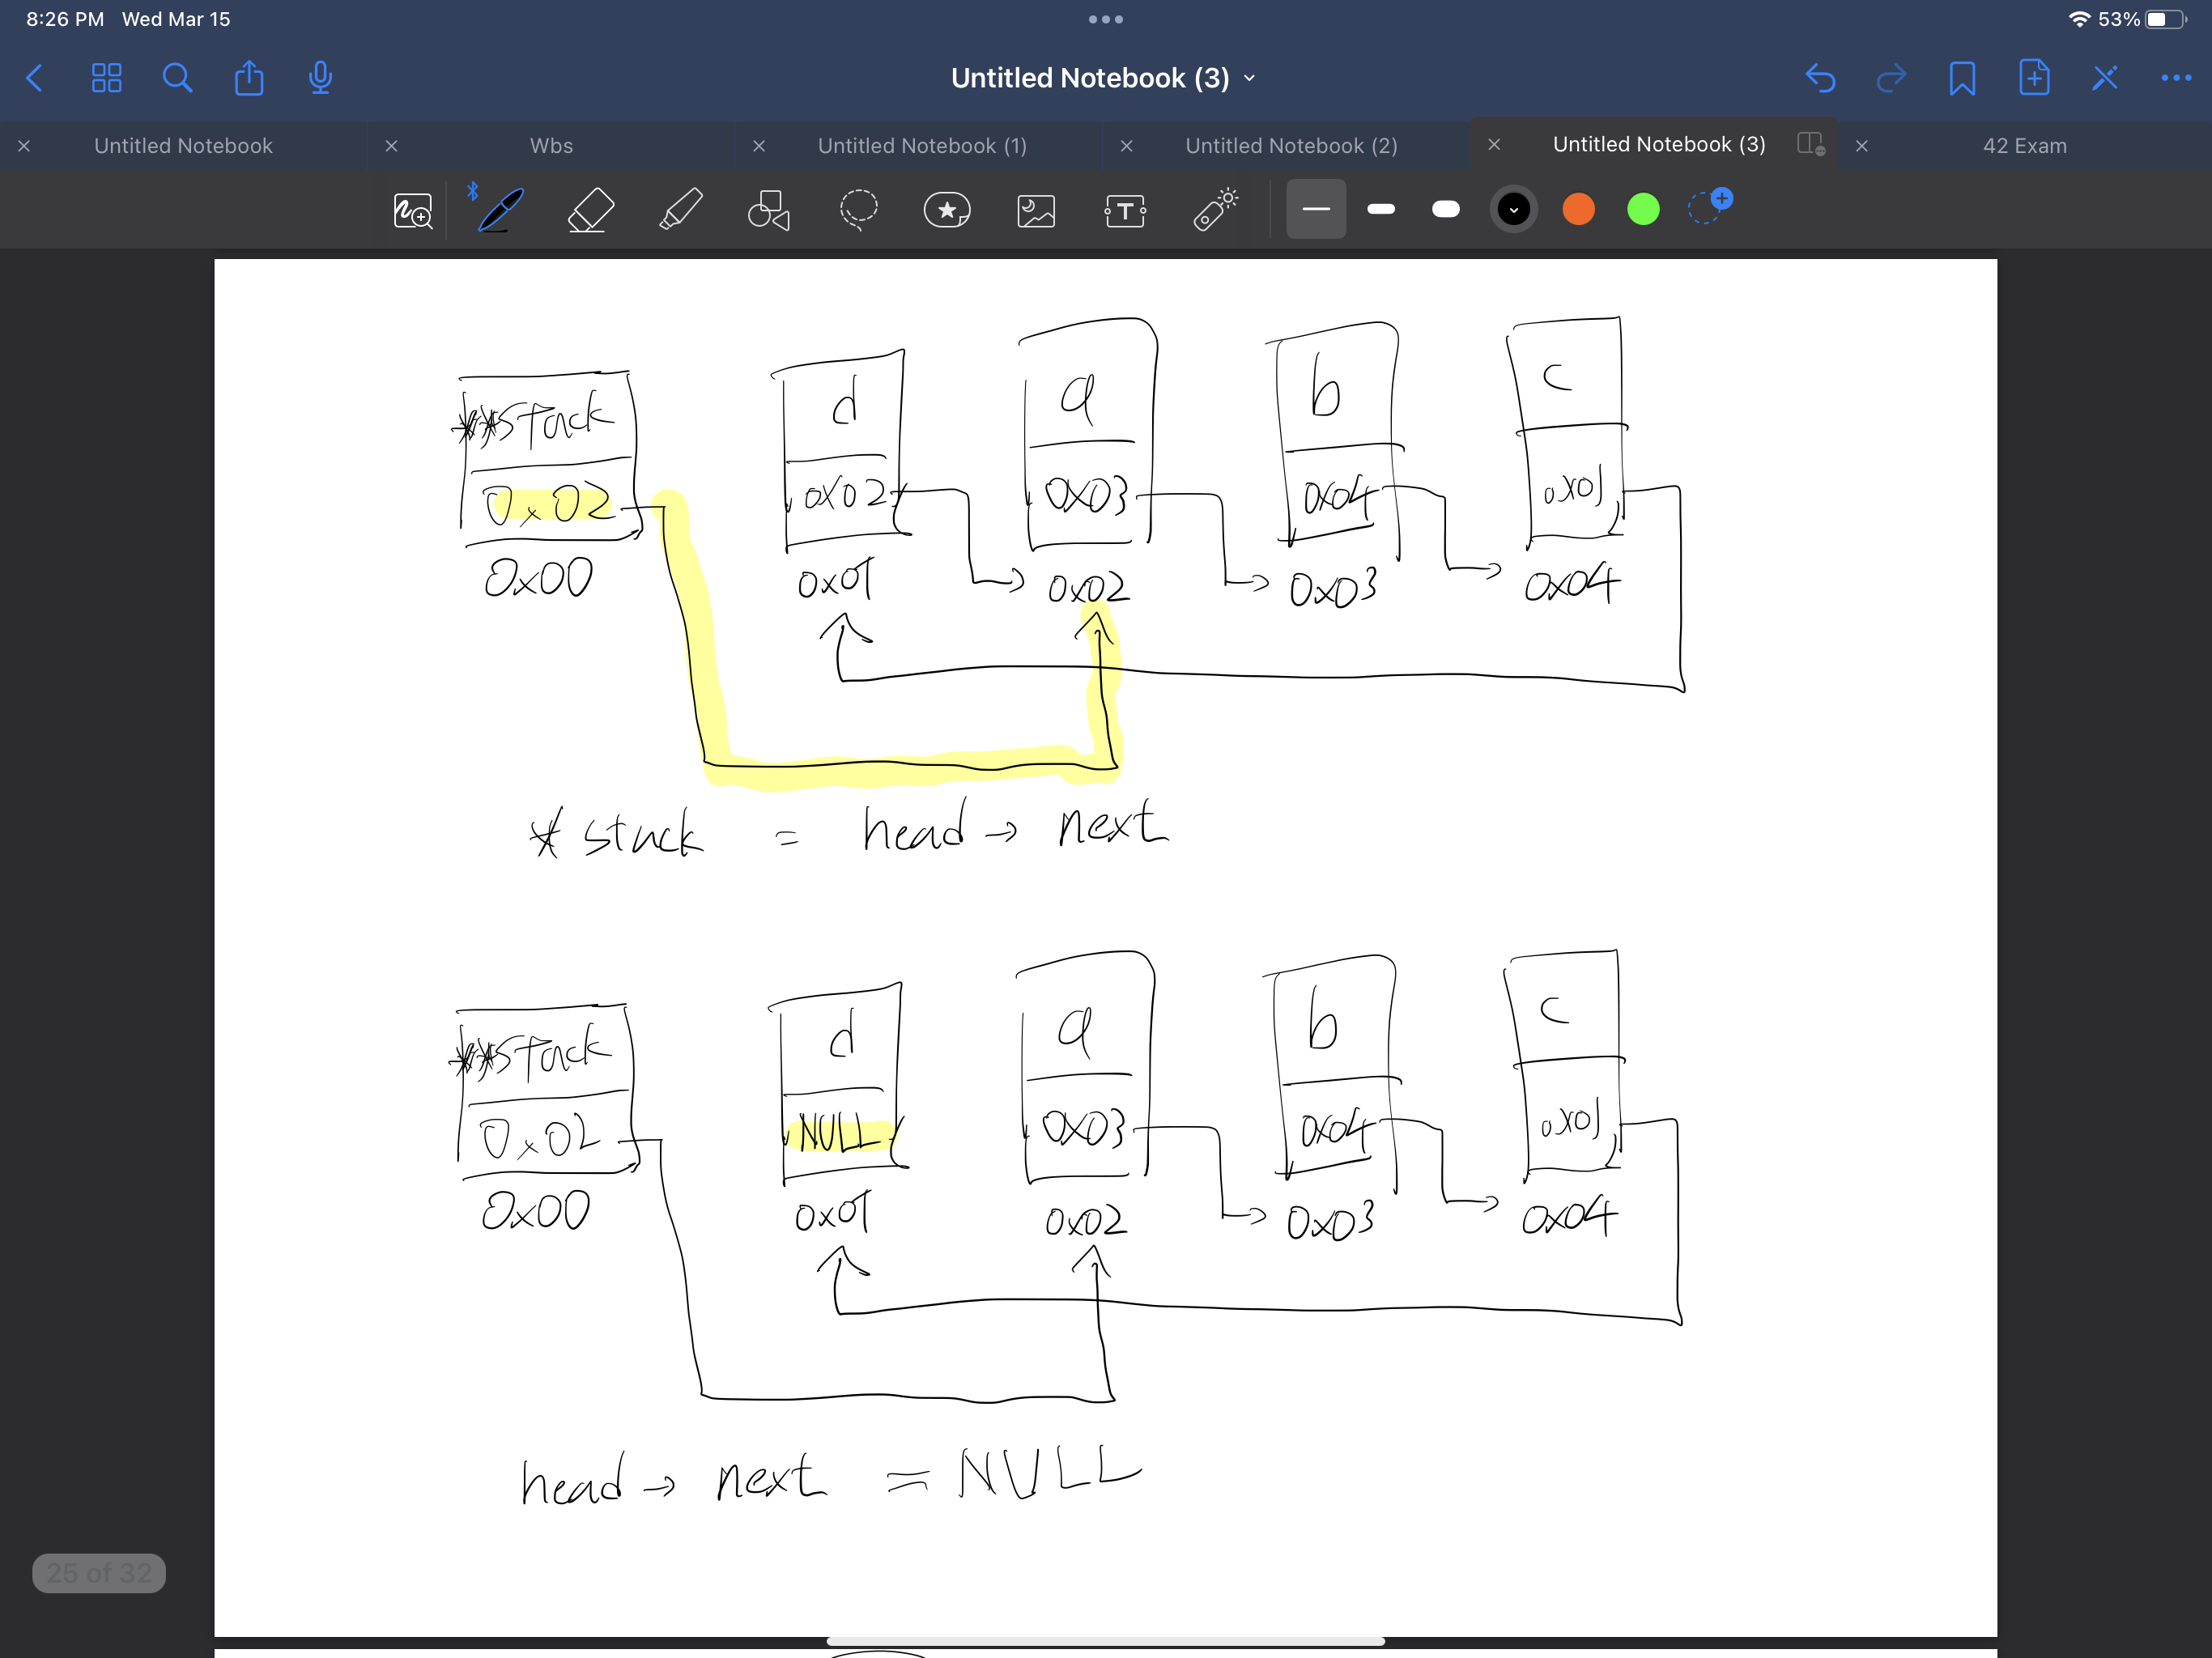 8:26 PM Wed Mar 15
53%
Untitled Notebook (3)
Untitled Notebook
Wbs
Untitled Notebook (1)
Untitled Notebook (2)
Untitled Notebook (3)
42 Exam
T
**stack d a b c
0x02 0x02 0x03 0x04 0x01
0x00 0x01 0x02 0x03 0x04
* stack = head → next
**stack d a b c
0x02 NULL 0x03 0x04 0x01
0x00 0x01 0x02 0x03 0x04
head → next = NULL
25 of 32